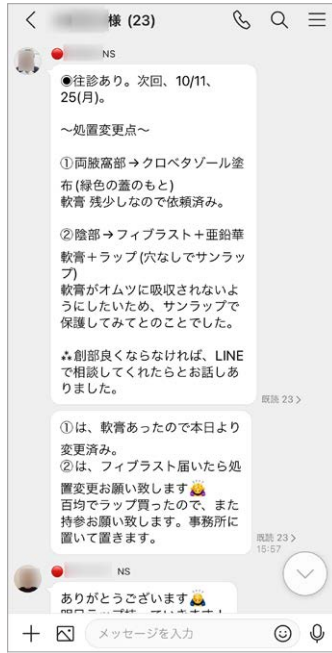 様 (23)
NS
◉往診あり。次回、10/11、
25(月)。
〜処置変更点〜
①両腋窩部→クロベタゾール塗
布(緑色の蓋のもと)
軟膏 残少しなので依頼済み。
②陰部→フィブラスト+亜鉛華
軟膏+ラップ(穴なしでサンラッ
プ)
軟膏がオムツに吸収されないよ
うにしたいため、サンラップで
保護してみてとのことでした。
⁂創部良くならなければ、LINE
で相談してくれたらとお話しあ
りました。
既読 23 >
①は、軟膏あったので本日より
変更済み。
②は、フィブラスト届いたら処
置変更お願い致します🙇
百均でラップ買ったので、また
持参お願い致します。事務所に
置いて置きます。
既読 23 >
15:57
NS
ありがとうございます🙇
メッセージを入力